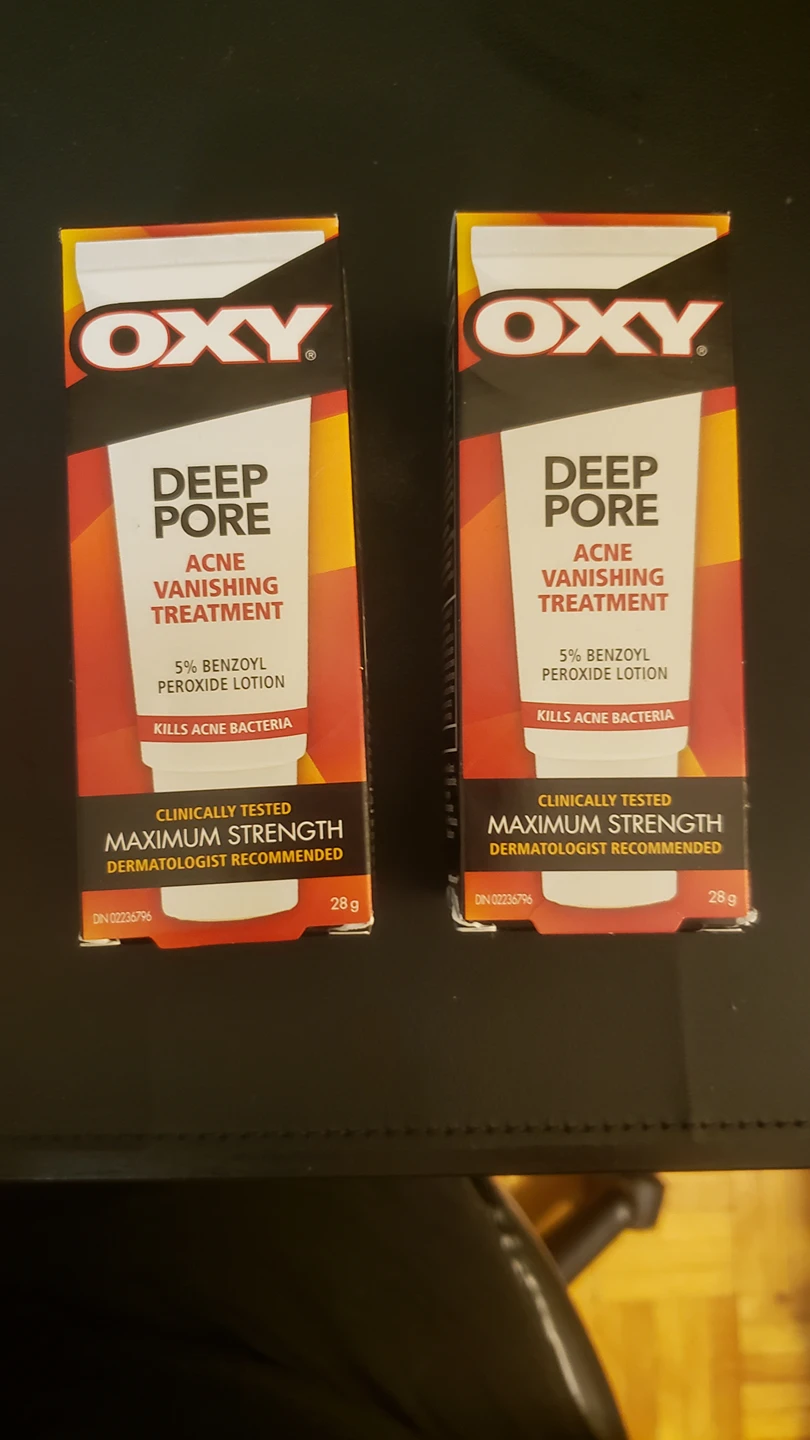 OXY®
DEEP
PORE
ACNE
VANISHING
TREATMENT
5% BENZOYL
PEROXIDE LOTION
KILLS ACNE BACTERIA
CLINICALLY TESTED
MAXIMUM STRENGTH
DERMATOLOGIST RECOMMENDED
DIN 02236796 28 g
OXY®
DEEP
PORE
ACNE
VANISHING
TREATMENT
5% BENZOYL
PEROXIDE LOTION
KILLS ACNE BACTERIA
CLINICALLY TESTED
MAXIMUM STRENGTH
DERMATOLOGIST RECOMMENDED
DIN 02236796 28 g